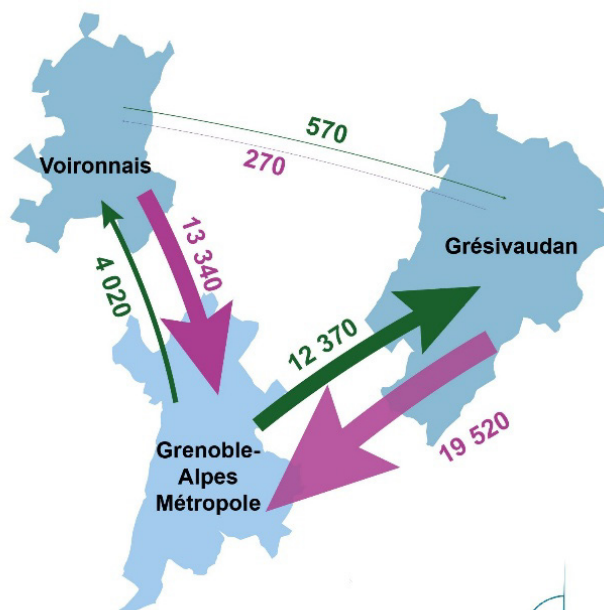 570
270
Voironnais
Grésivaudan
13 340
4 020
12 370
19 520
Grenoble-
Alpes
Métropole